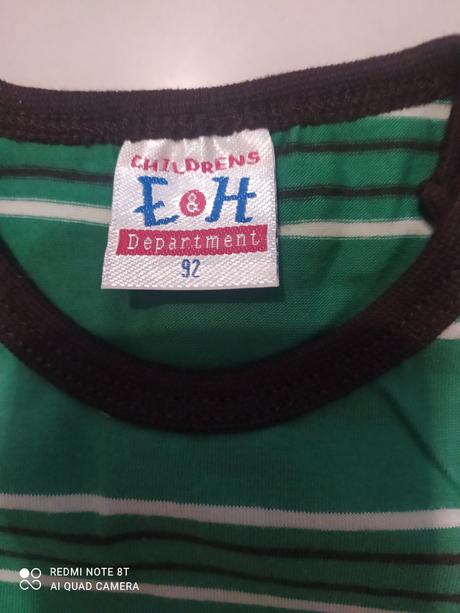 CHILDRENS
E & H
Department
92
REDMI NOTE 8T
AI QUAD CAMERA